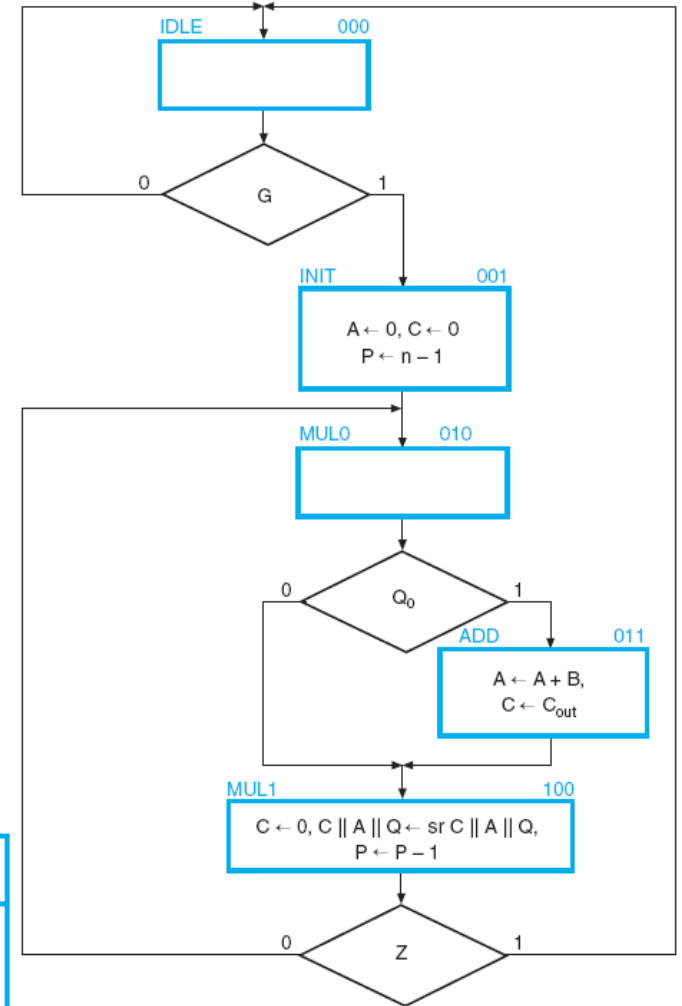 IDLE 000
0 G 1
INIT 001
A ← 0, C ← 0
P ← n – 1
MUL0 010
0 Q₀ 1
ADD 011
A ← A + B,
C ← Cout
MUL1 100
C ← 0, C || A || Q ← sr C || A || Q,
P ← P – 1
0 Z 1